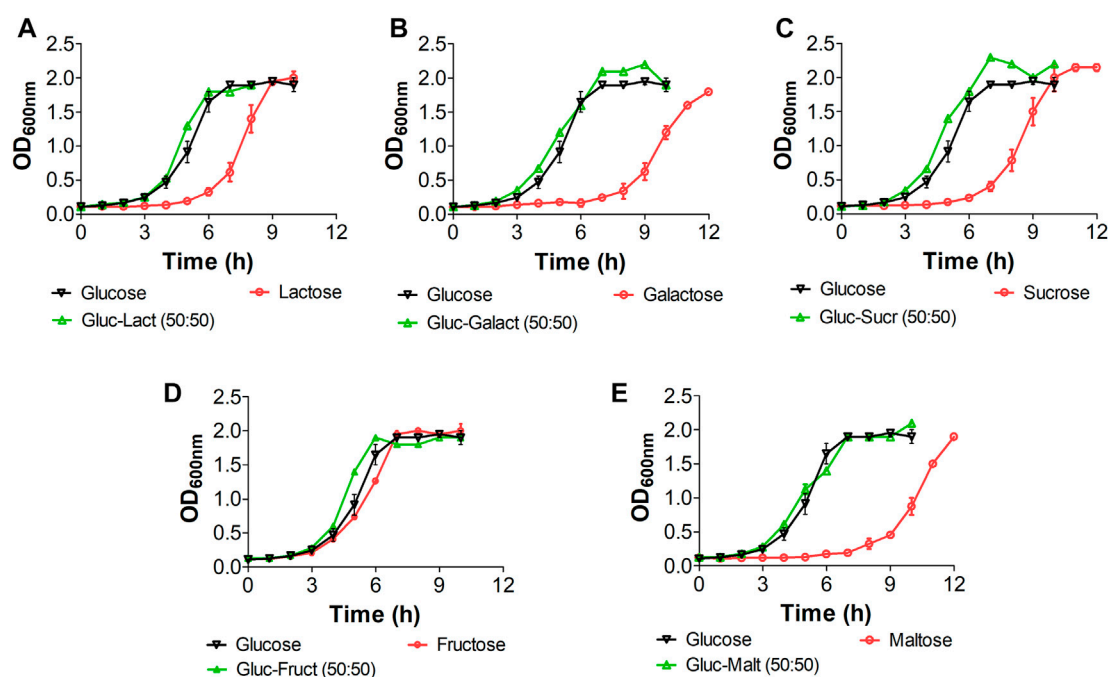 A
OD600nm
2.5
2.0
1.5
1.0
0.5
0.0
0 3 6 9 12
Time (h)
Glucose Lactose
Gluc-Lact (50:50)
B
OD600nm
2.5
2.0
1.5
1.0
0.5
0.0
0 3 6 9 12
Time (h)
Glucose Galactose
Gluc-Galact (50:50)
C
OD600nm
2.5
2.0
1.5
1.0
0.5
0.0
0 3 6 9 12
Time (h)
Glucose Sucrose
Gluc-Sucr (50:50)
D
OD600nm
2.5
2.0
1.5
1.0
0.5
0.0
0 3 6 9 12
Time (h)
Glucose Fructose
Gluc-Fruct (50:50)
E
OD600nm
2.5
2.0
1.5
1.0
0.5
0.0
0 3 6 9 12
Time (h)
Glucose Maltose
Gluc-Malt (50:50)